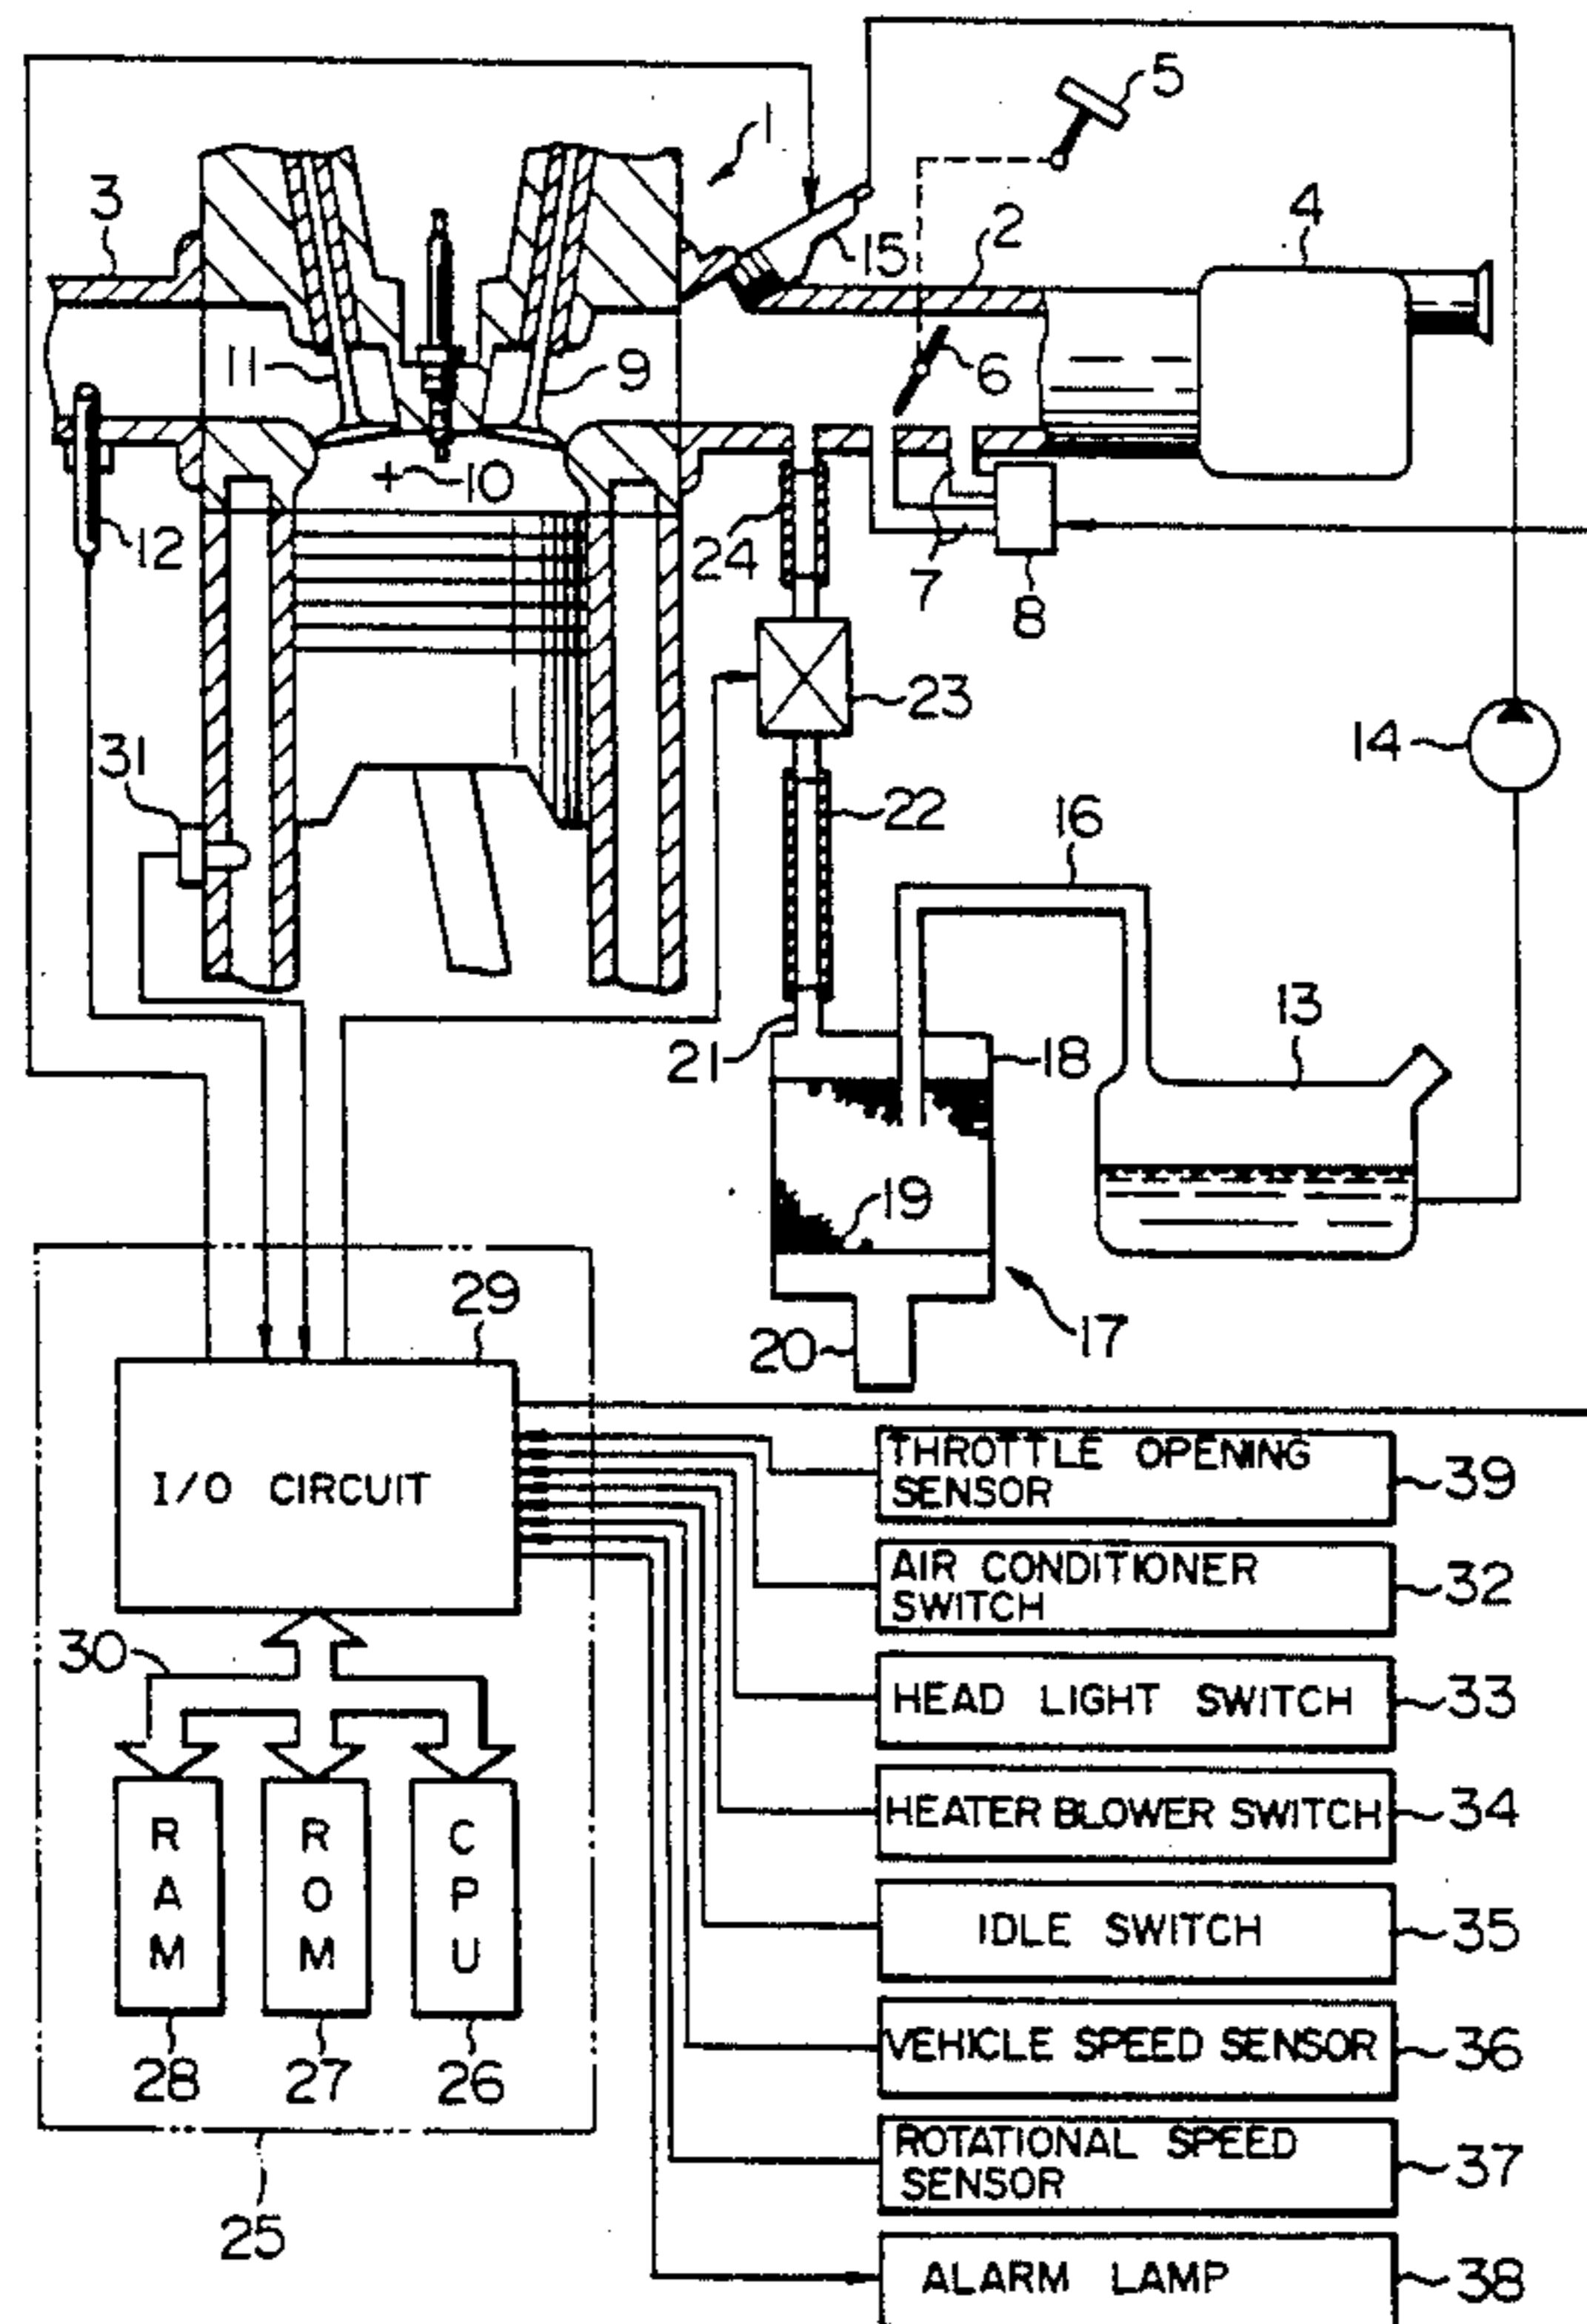 5
1
3
2
4
15
11
9
6
10
12
24
7
8
23
14
31
22
16
13
21
18
19
29
20
17
I/O CIRCUIT
THROTTLE OPENING
SENSOR
39
AIR CONDITIONER
SWITCH
32
30
HEAD LIGHT SWITCH
33
HEATER BLOWER SWITCH
34
RAM
ROM
CPU
IDLE SWITCH
35
28
27
26
VEHICLE SPEED SENSOR
36
ROTATIONAL SPEED
SENSOR
37
25
ALARM LAMP
38